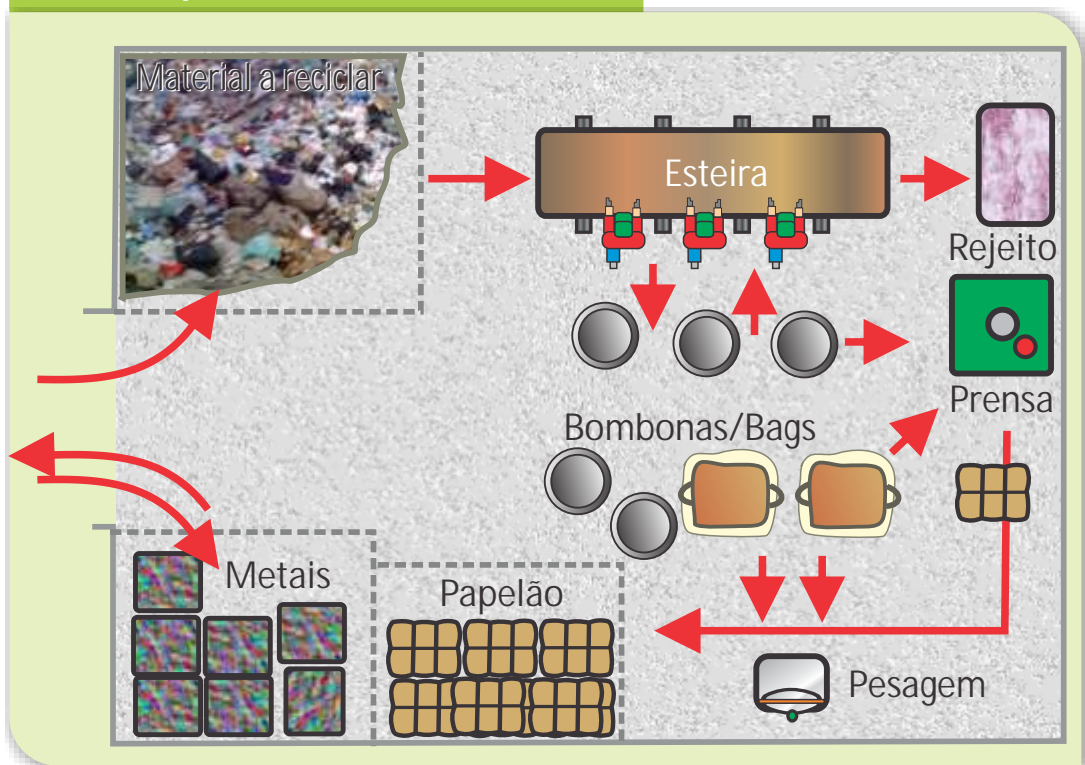 Material a reciclar
Esteira
Rejeito
Prensa
Bombonas/Bags
Metais
Papelão
Pesagem